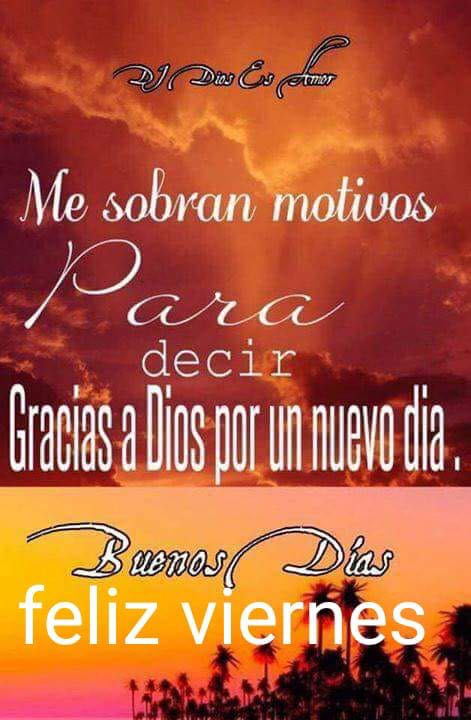 DJ Dios Es Amor
Me sobran motivos
Para
decir
Gracias a Dios por un nuevo dia .
Buenos Días
feliz viernes